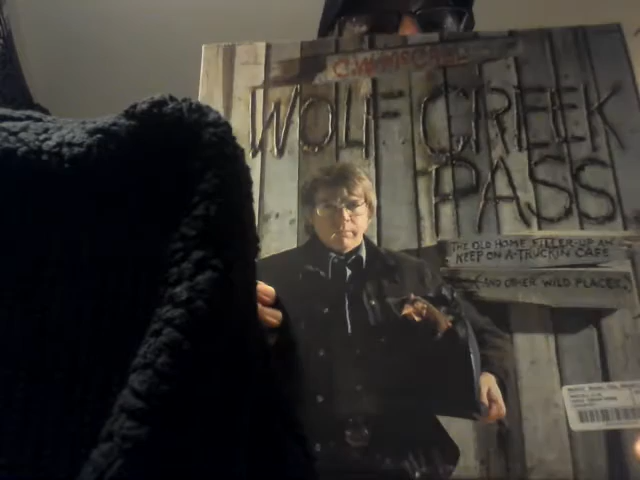 C.W. McCALL
WOLF CREEK
PASS
THE OLD HOME FILLER-UP AN'
KEEP ON A-TRUCKIN' CAFE
AND OTHER WILD PLACES.